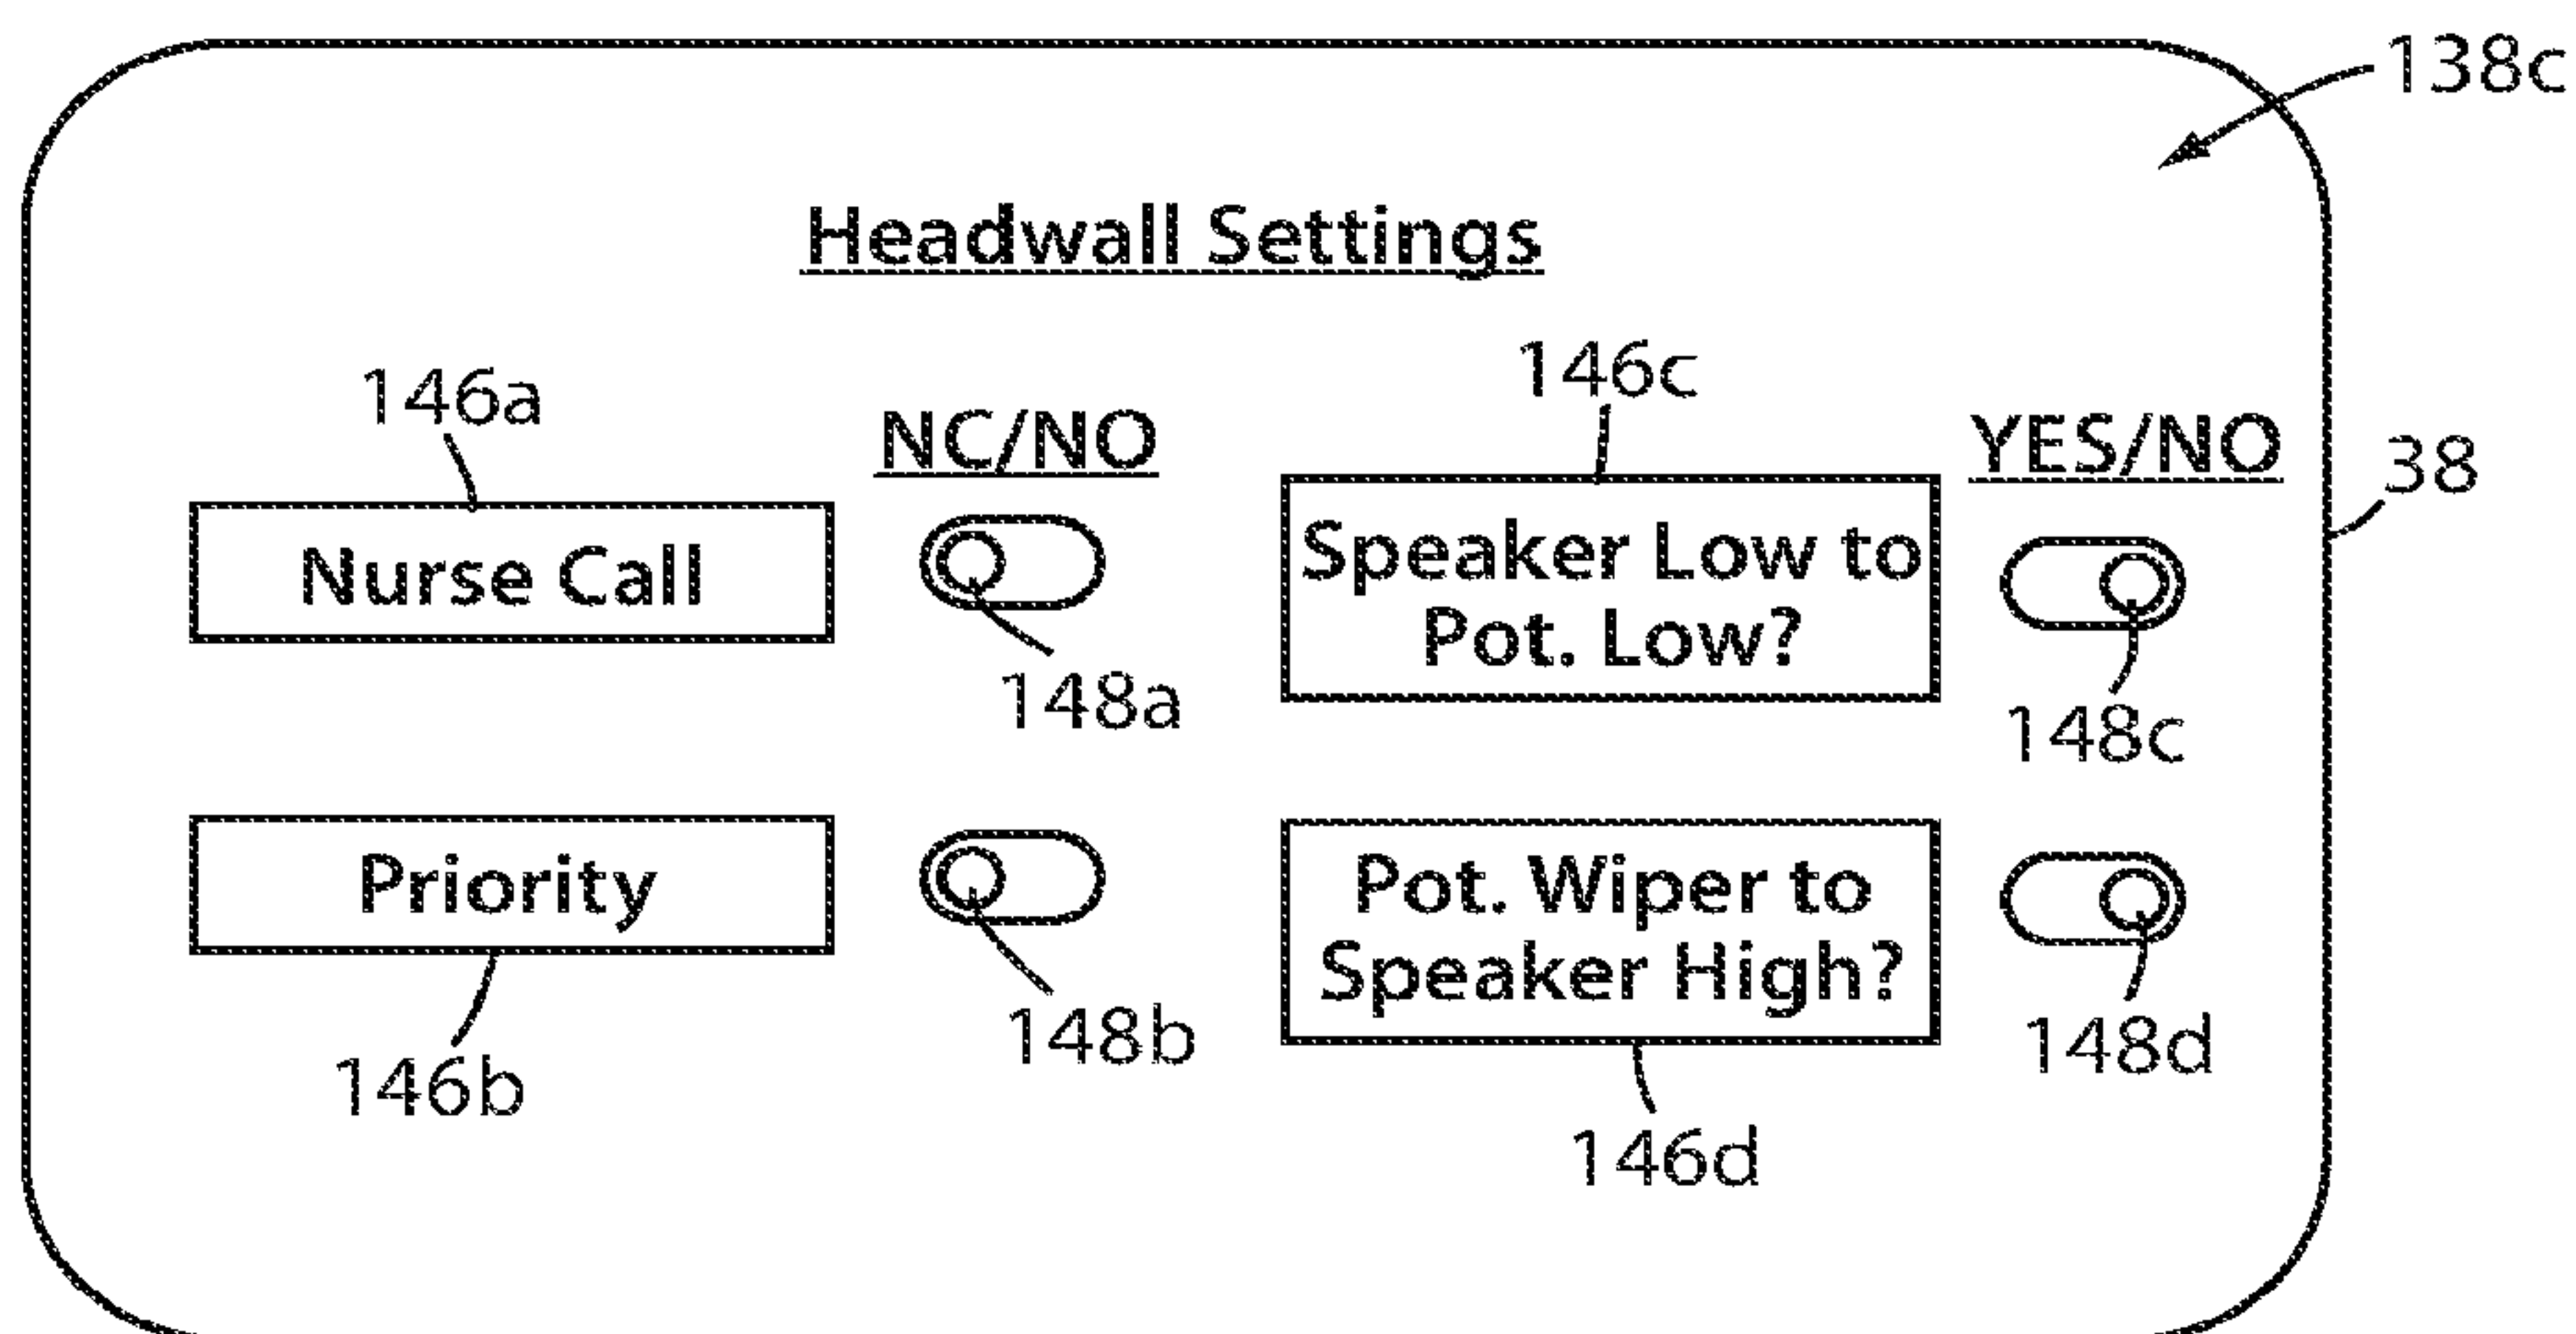 138c
Headwall Settings
146a
NC/NO
146c
YES/NO
38
Nurse Call
Speaker Low to
Pot. Low?
148a
148c
Priority
Pot. Wiper to
Speaker High?
148b
148d
146b
146d